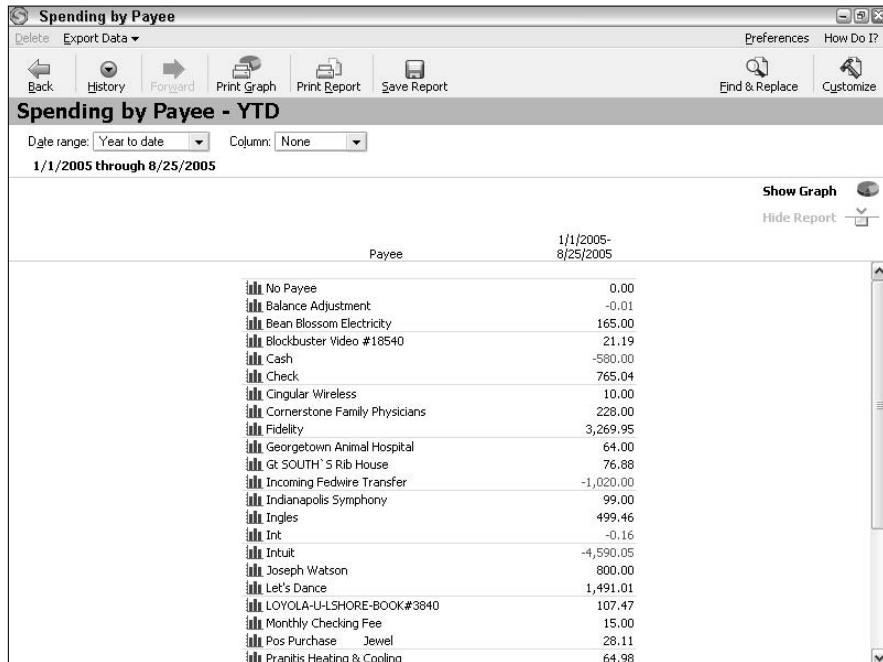 Spending by Payee
Delete Export Data Preferences How Do I?
Back History Forward Print Graph Print Report Save Report Find & Replace Customize
Spending by Payee - YTD
Date range: Year to date Column: None
1/1/2005 through 8/25/2005
Show Graph
Hide Report
1/1/2005-
Payee 8/25/2005
No Payee 0.00
Balance Adjustment -0.01
Bean Blossom Electricity 165.00
Blockbuster Video #18540 21.19
Cash -580.00
Check 765.04
Cingular Wireless 10.00
Cornerstone Family Physicians 228.00
Fidelity 3,269.95
Georgetown Animal Hospital 64.00
Gt SOUTH`S Rib House 76.88
Incoming Fedwire Transfer -1,020.00
Indianapolis Symphony 99.00
Ingles 499.46
Int -0.16
Intuit -4,590.05
Joseph Watson 800.00
Let's Dance 1,491.01
LOYOLA-U-LSHORE-BOOK#3840 107.47
Monthly Checking Fee 15.00
Pos Purchase Jewel 28.11
Pranitis Heating & Cooling 64.98